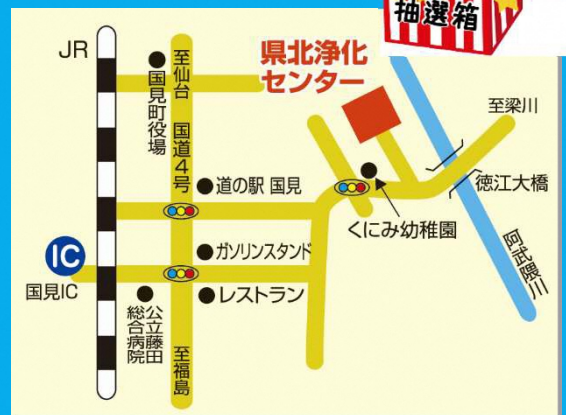 抽選箱
JR
至仙台
県北浄化
センター
国見町役場
国道4号
至梁川
道の駅 国見
徳江大橋
くにみ幼稚園
阿武隈川
ガソリンスタンド
IC
国見IC
公立藤田
総合病院
レストラン
至福島